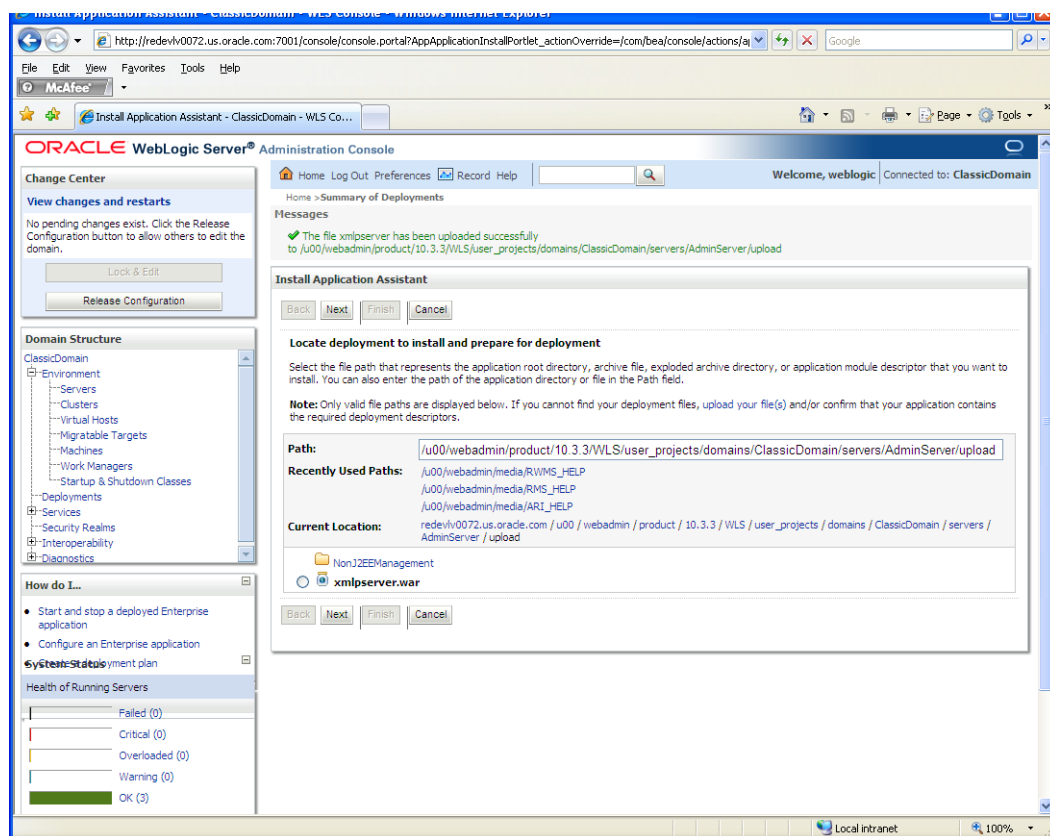 Install Application Assistant - ClassicDomain - WLS Console - Windows Internet Explorer
http://redevlv0072.us.oracle.com:7001/console/console.portal?AppApplicationInstallPortlet_actionOverride=/com/bea/console/actions/a
Google
File Edit View Favorites Tools Help
McAfee
Install Application Assistant - ClassicDomain - WLS Co...
Page Tools »
ORACLE WebLogic Server® Administration Console
Change Center
View changes and restarts
No pending changes exist. Click the Release
Configuration button to allow others to edit the
domain.
Lock & Edit
Release Configuration
Domain Structure
ClassicDomain
Environment
Servers
Clusters
Virtual Hosts
Migratable Targets
Machines
Work Managers
Startup & Shutdown Classes
Deployments
Services
Security Realms
Interoperability
Diagnostics
How do I...
Start and stop a deployed Enterprise
application
Configure an Enterprise application
Create a deployment plan
System Status
Health of Running Servers
Failed (0)
Critical (0)
Overloaded (0)
Warning (0)
OK (3)
Home Log Out Preferences Record Help
Welcome, weblogic Connected to: ClassicDomain
Home >Summary of Deployments
Messages
The file xmlpserver has been uploaded successfully
to /u00/webadmin/product/10.3.3/WLS/user_projects/domains/ClassicDomain/servers/AdminServer/upload
Install Application Assistant
Back Next Finish Cancel
Locate deployment to install and prepare for deployment
Select the file path that represents the application root directory, archive file, exploded archive directory, or application module descriptor that you want to
install. You can also enter the path of the application directory or file in the Path field.
Note: Only valid file paths are displayed below. If you cannot find your deployment files, upload your file(s) and/or confirm that your application contains
the required deployment descriptors.
Path: /u00/webadmin/product/10.3.3/WLS/user_projects/domains/ClassicDomain/servers/AdminServer/upload
Recently Used Paths: /u00/webadmin/media/RWMS_HELP
/u00/webadmin/media/RMS_HELP
/u00/webadmin/media/ARI_HELP
Current Location: redevlv0072.us.oracle.com / u00 / webadmin / product / 10.3.3 / WLS / user_projects / domains / ClassicDomain / servers /
AdminServer / upload
NonJ2EEManagement
xmlpserver.war
Back Next Finish Cancel
Local intranet 100%